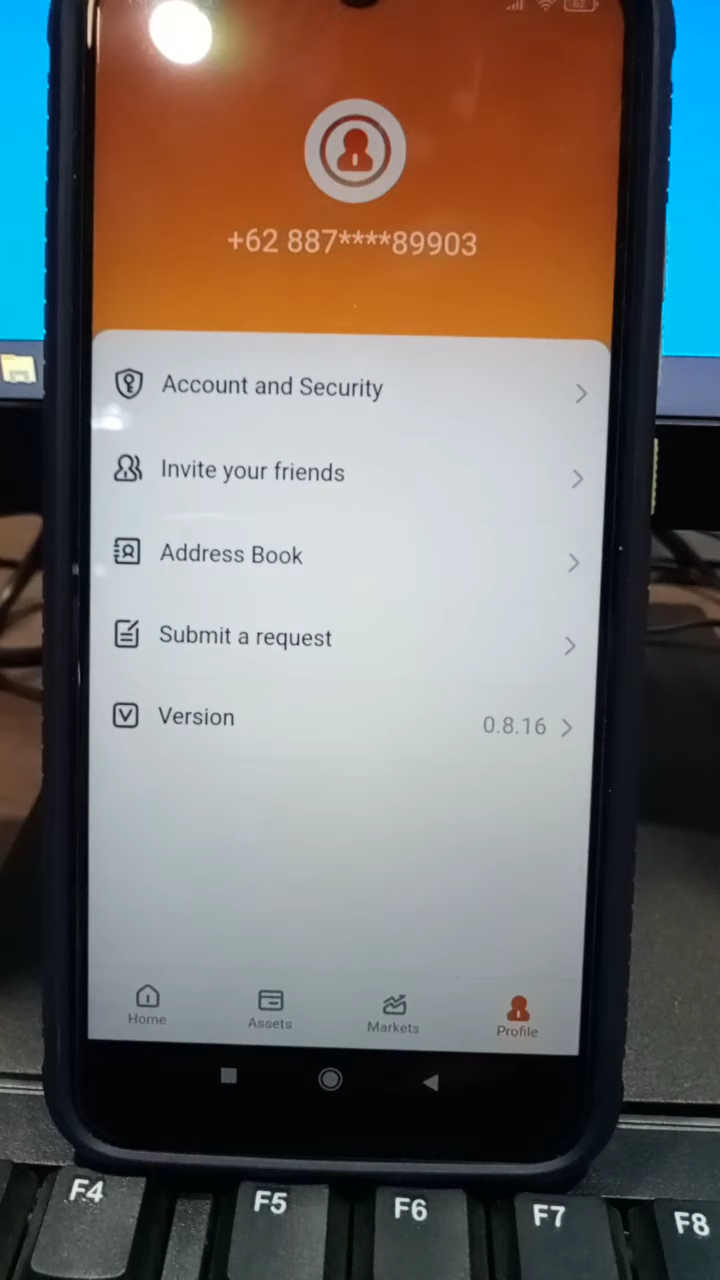 62
+62 887****89903
Account and Security
Invite your friends
Address Book
Submit a request
Version 0.8.16
Home Assets Markets Profile
F4 F5 F6 F7 F8